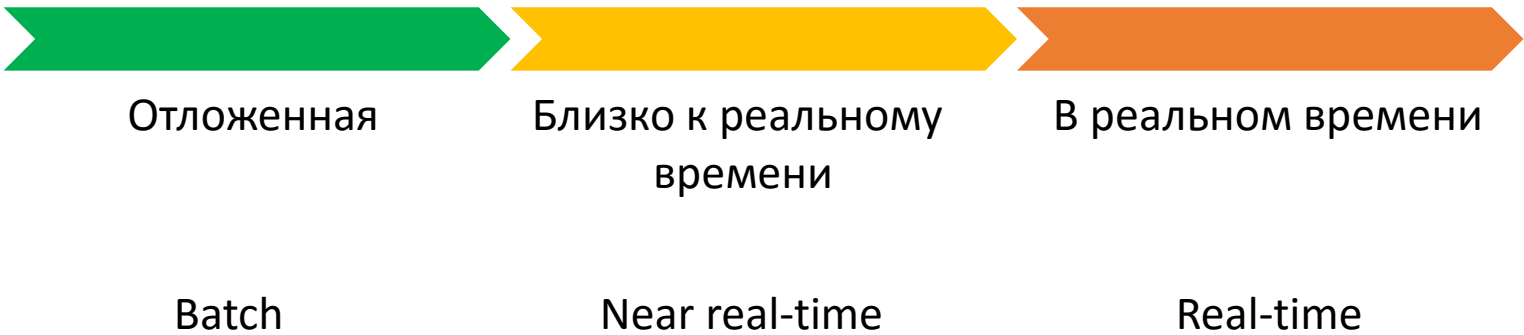 Отложенная
Близко к реальному
времени
В реальном времени
Batch
Near real-time
Real-time